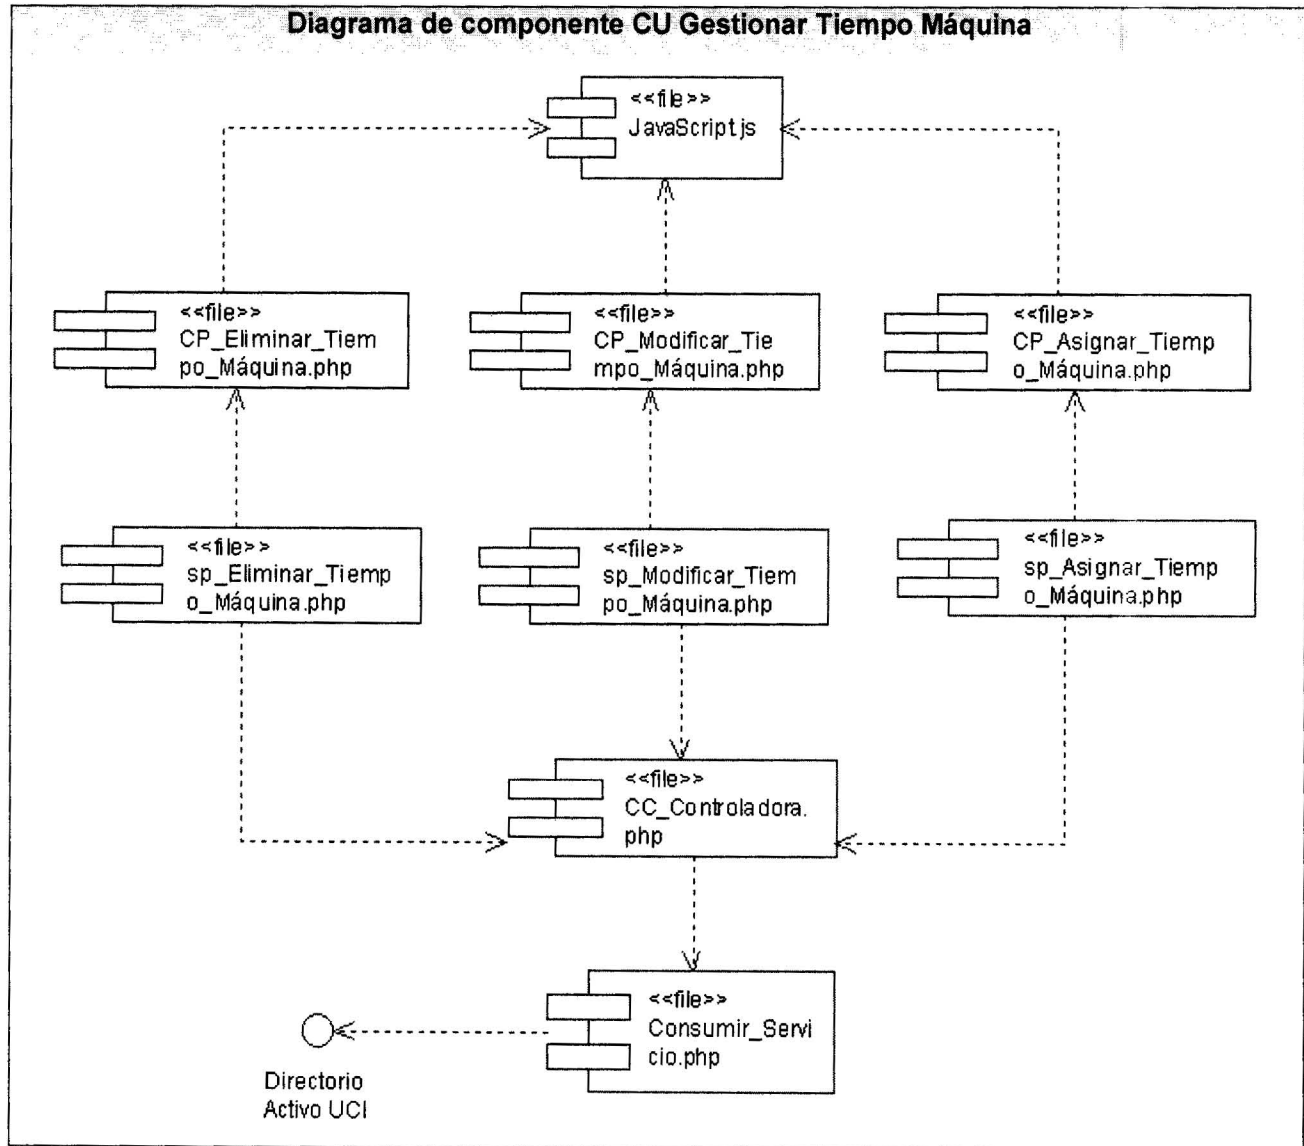 Diagrama de componente CU Gestionar Tiempo Máquina
<<file>>
JavaScript.js
<<file>>
CP_Eliminar_Tiem
po_Máquina.php
<<file>>
CP_Modificar_Tie
mpo_Máquina.php
<<file>>
CP_Asignar_Tiemp
o_Máquina.php
<<file>>
sp_Eliminar_Tiemp
o_Máquina.php
<<file>>
sp_Modificar_Tiem
po_Máquina.php
<<file>>
sp_Asignar_Tiemp
o_Máquina.php
<<file>>
CC_Controladora.
php
<<file>>
Consumir_Servi
cio.php
Directorio
Activo UCI